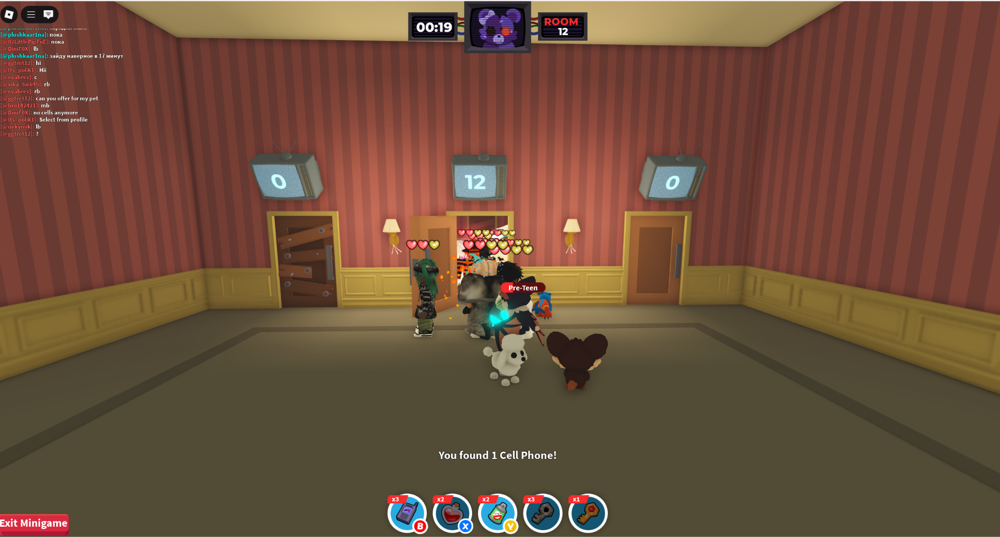 00:19
ROOM
12
[@plushkaar1na]: пока
[@02LittlePipFoE]: пока
[@DiniF0X]: lb
[@plushkaar1na]: зайду наверное в 17 минут
[@ggtret12]: hi
[@Its_polik1]: Hii
[@evabres]: c
[@vika_torii45]: rb
[@evabres]: rb
[@ggtret12]: can you offer for my pet
[@bro142421]: mb
[@DiniF0X]: no cells anymore
[@Its_polik1]: Select from profile
[@nekymik]: lb
[@ggtret12]: ?
0
12
0
Pre-Teen
You found 1 Cell Phone!
x3
x2
x2
x3
x1
B
X
Y
Exit Minigame